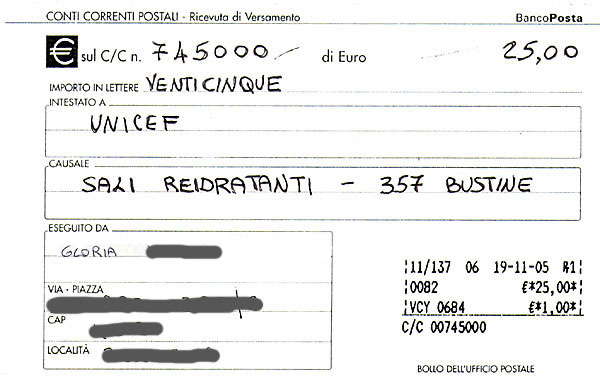 CONTI CORRENTI POSTALI - Ricevuta di Versamento BancoPosta
€ sul C/C n. 745000 di Euro 25,00
IMPORTO IN LETTERE VENTICINQUE
INTESTATO A
UNICEF
CAUSALE
SALI REIDRATANTI - 357 BUSTINE
ESEGUITO DA
GLORIA
VIA - PIAZZA
CAP
LOCALITÀ
11/137 06 19-11-05 R1
0082 €*25,00*
VCY 0684 €*1,00*
C/C 00745000
BOLLO DELL'UFFICIO POSTALE